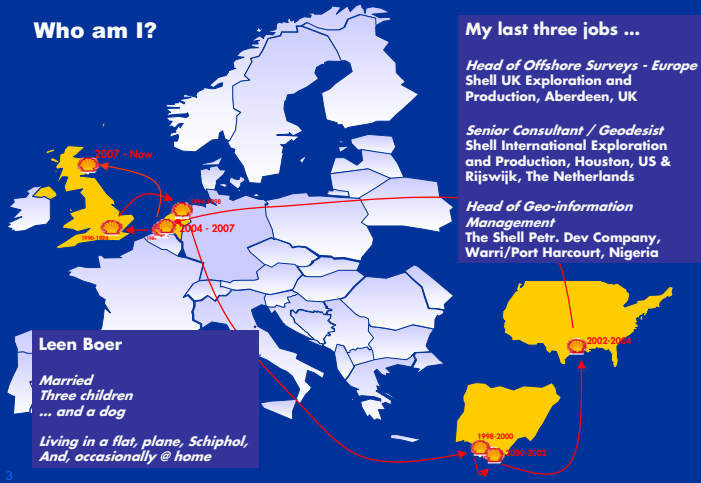 Who am I?
My last three jobs ...
Head of Offshore Surveys - Europe
Shell UK Exploration and
Production, Aberdeen, UK
Senior Consultant / Geodesist
Shell International Exploration
and Production, Houston, US &
Rijswijk, The Netherlands
Head of Geo-information
Management
The Shell Petr. Dev Company,
Warri/Port Harcourt, Nigeria
2007 - Now
2004 - 2007
1990-1994
2002-2004
1998-2000
2000-2002
Leen Boer
Married
Three children
... and a dog
Living in a flat, plane, Schiphol,
And, occasionally @ home
3